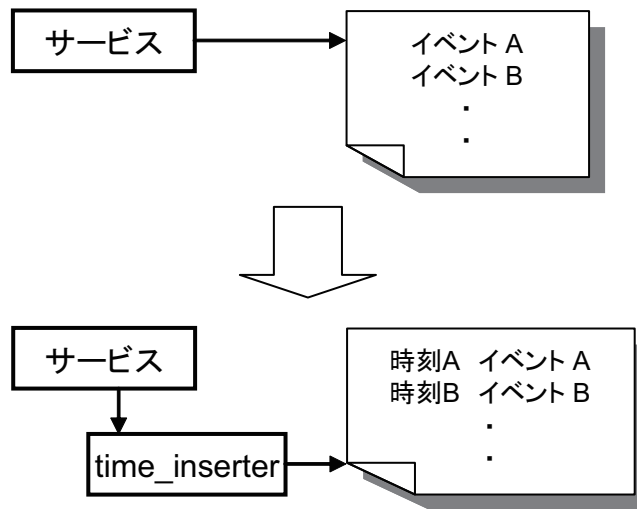 サービス
イベント A
イベント B
・
・
サービス
時刻A イベント A
時刻B イベント B
・
・
time_inserter